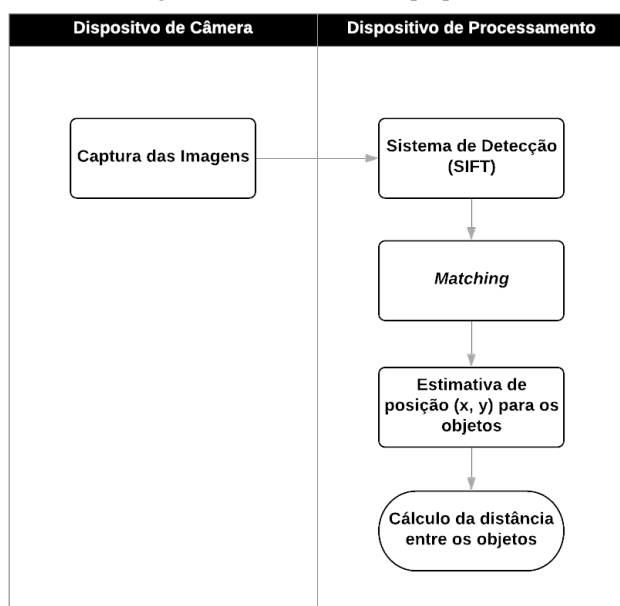 Dispositvo de Câmera
Dispositivo de Processamento
Captura das Imagens
Sistema de Detecção
(SIFT)
Matching
Estimativa de
posição (x, y) para os
objetos
Cálculo da distância
entre os objetos